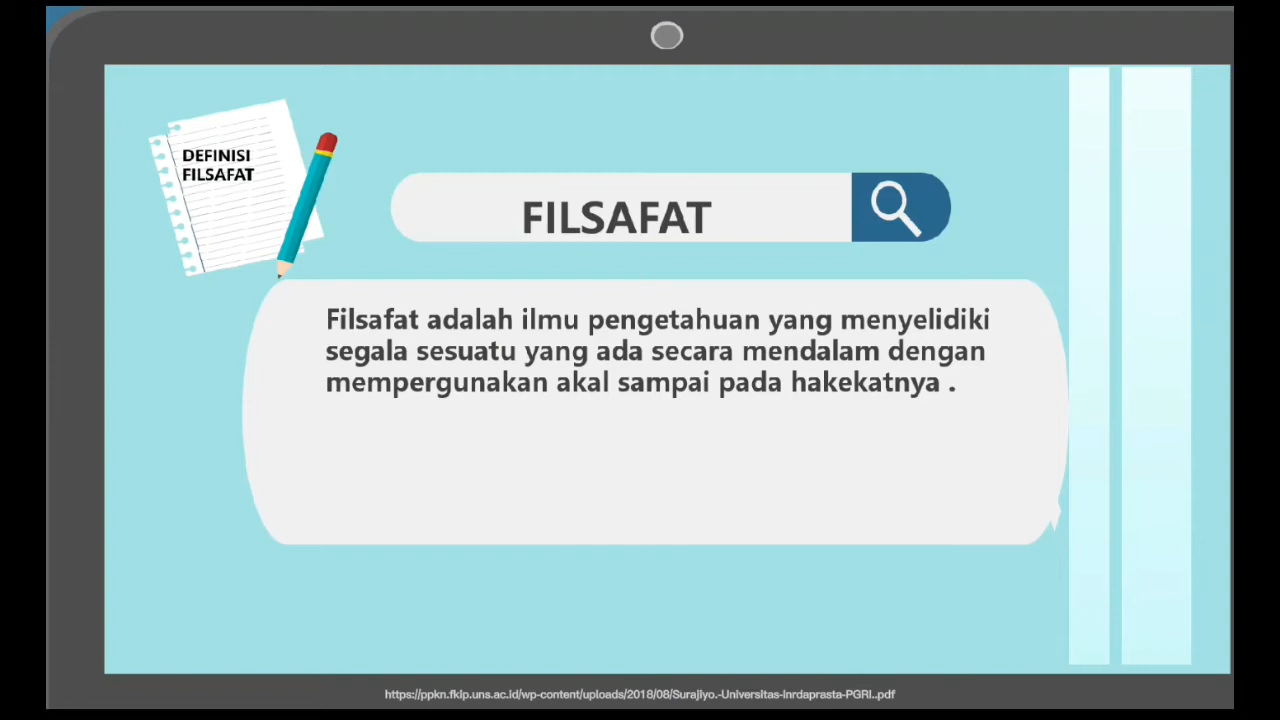 DEFINISI
FILSAFAT
FILSAFAT
Filsafat adalah ilmu pengetahuan yang menyelidiki
segala sesuatu yang ada secara mendalam dengan
mempergunakan akal sampai pada hakekatnya .
https://ppkn.fkip.uns.ac.id/wp-content/uploads/2018/08/Surajiyo.-Universitas-Inrdaprasta-PGRI..pdf